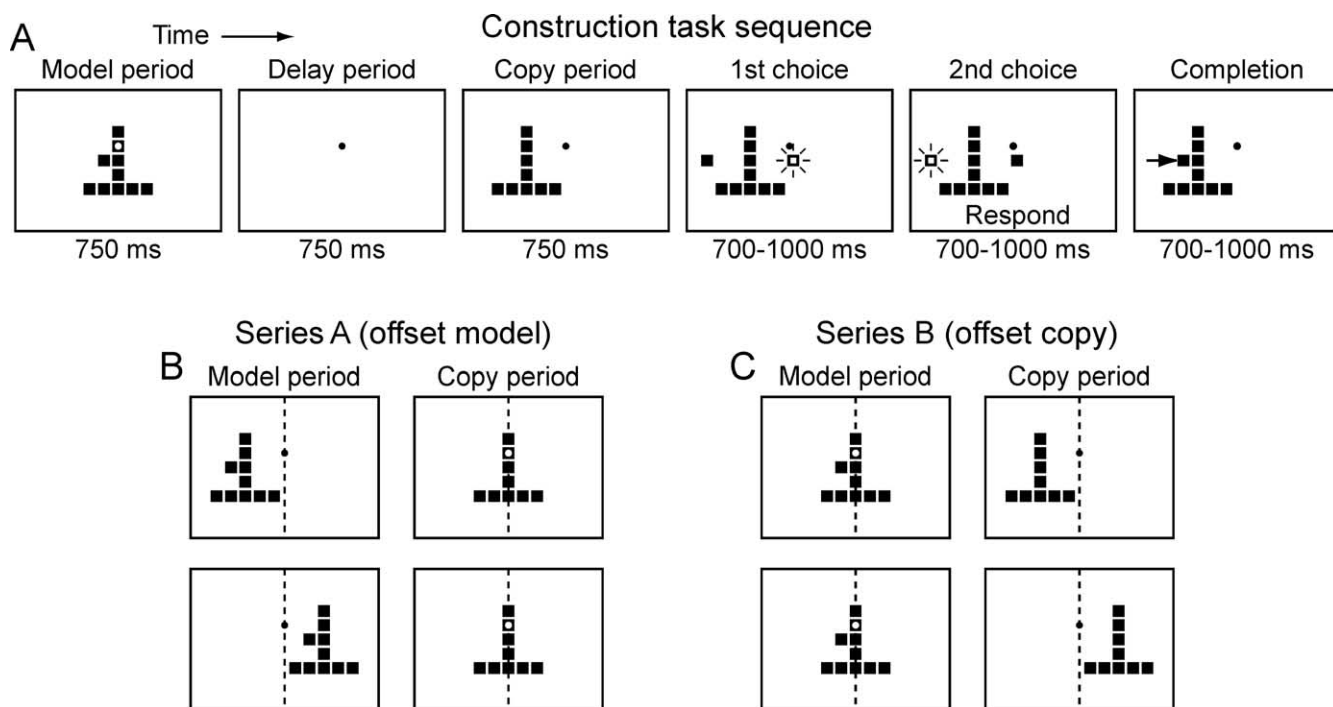 A
Time
Construction task sequence
Model period
Delay period
Copy period
1st choice
2nd choice
Completion
Respond
750 ms
750 ms
750 ms
700-1000 ms
700-1000 ms
700-1000 ms
Series A (offset model)
B
Model period
Copy period
Series B (offset copy)
C
Model period
Copy period